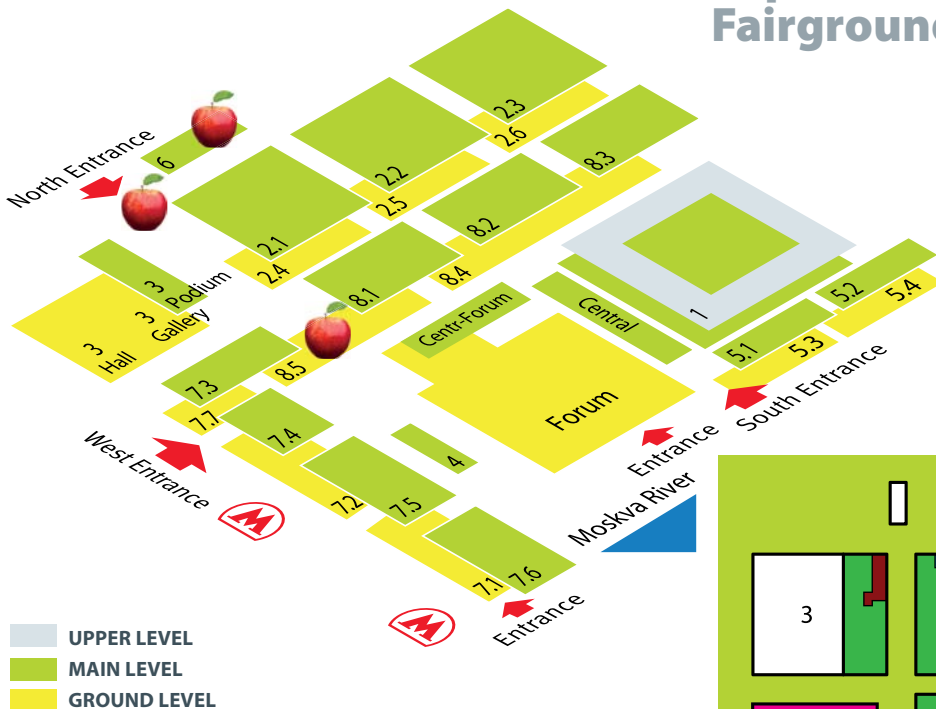 Fairground
2.3
2.6
North Entrance
6
2.2
2.5
8.3
8.2
2.1
2.4
8.4
3
Podium
3
Gallery
3
Hall
8.1
Centr-Forum
Central
1
5.2
5.4
5.1
5.3
South Entrance
8.5
7.3
7.7
7.4
Forum
Entrance
West Entrance
4
7.2
7.5
Moskva River
M
7.1
7.6
Entrance
M
3
UPPER LEVEL
MAIN LEVEL
GROUND LEVEL